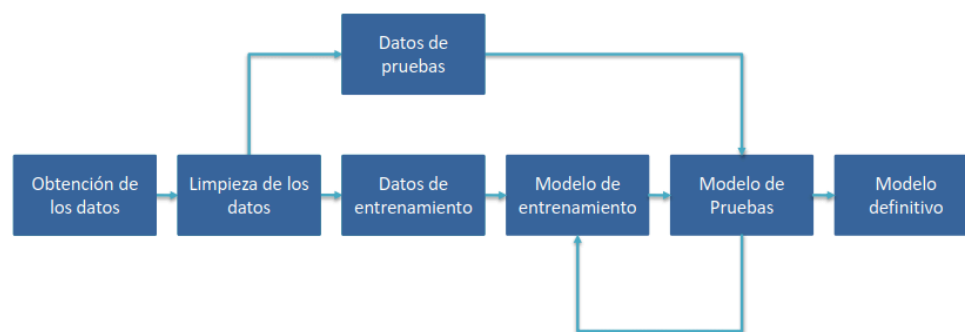 Datos de
pruebas
Obtención de
los datos
Limpieza de los
datos
Datos de
entrenamiento
Modelo de
entrenamiento
Modelo de
Pruebas
Modelo
definitivo